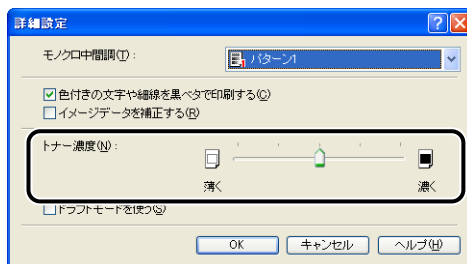 詳細設定
モノクロ中間調(T):
パターン1
色付きの文字や細線を黒ベタで印刷する(C)
イメージデータを補正する(R)
トナー濃度(N):
薄く 濃く
ドラフトモードを使う(S)
OK キャンセル ヘルプ(H)